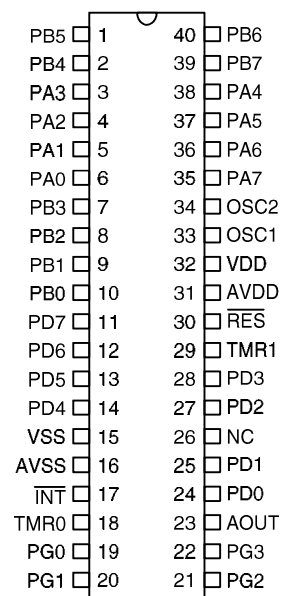 PB5 1 40 PB6
PB4 2 39 PB7
PA3 3 38 PA4
PA2 4 37 PA5
PA1 5 36 PA6
PA0 6 35 PA7
PB3 7 34 OSC2
PB2 8 33 OSC1
PB1 9 32 VDD
PB0 10 31 AVDD
PD7 11 30 R̅E̅S̅
PD6 12 29 TMR1
PD5 13 28 PD3
PD4 14 27 PD2
VSS 15 26 NC
AVSS 16 25 PD1
I̅N̅T̅ 17 24 PD0
TMR0 18 23 AOUT
PG0 19 22 PG3
PG1 20 21 PG2